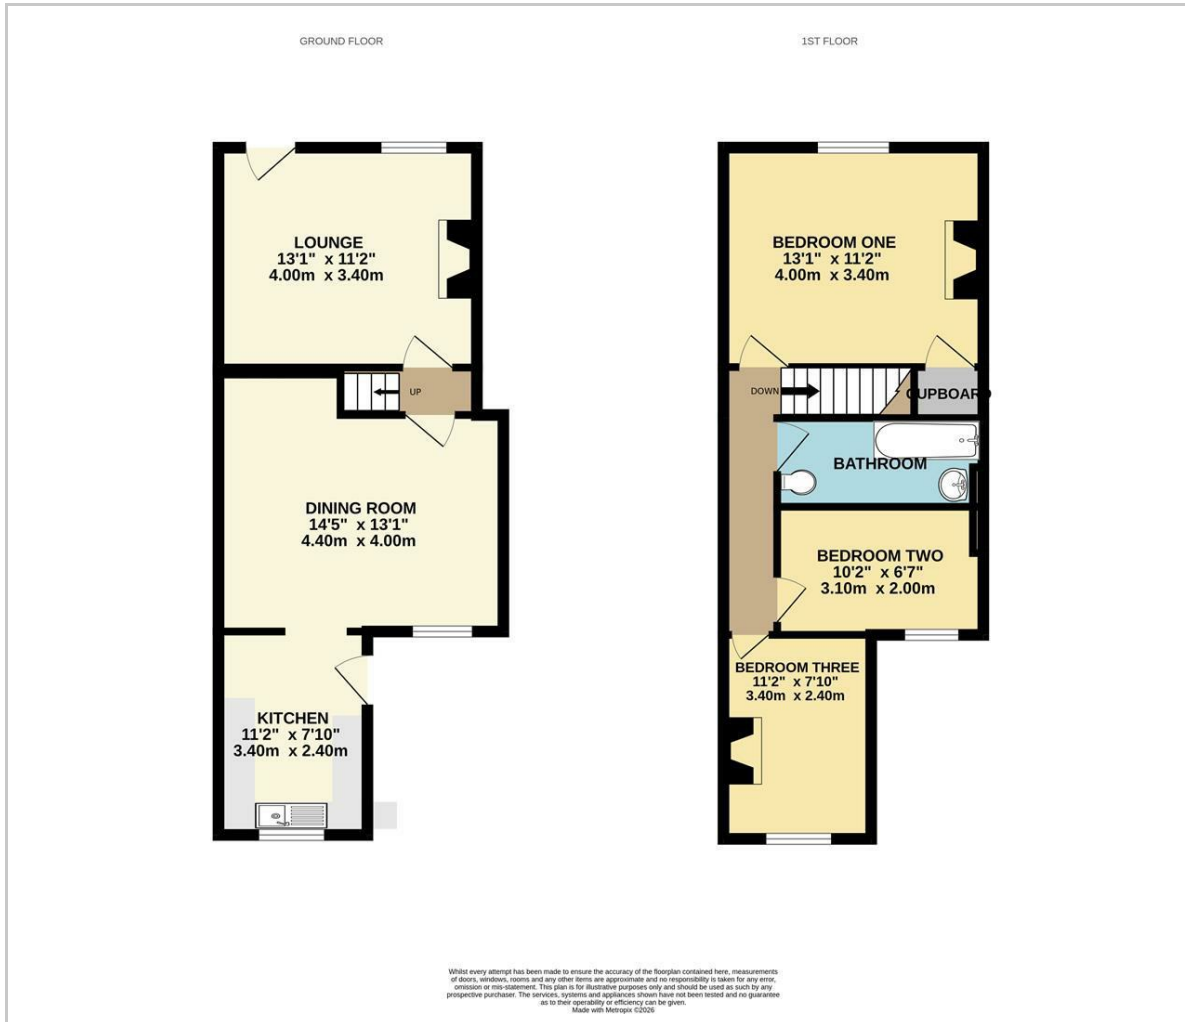 GROUND FLOOR
LOUNGE
13'1" x 11'2"
4.00m x 3.40m
UP
DINING ROOM
14'5" x 13'1"
4.40m x 4.00m
KITCHEN
11'2" x 7'10"
3.40m x 2.40m
1ST FLOOR
BEDROOM ONE
13'1" x 11'2"
4.00m x 3.40m
DOWN
CUPBOARD
BATHROOM
BEDROOM TWO
10'2" x 6'7"
3.10m x 2.00m
BEDROOM THREE
11'2" x 7'10"
3.40m x 2.40m
Whilst every attempt has been made to ensure the accuracy of the floorplan contained here, measurements
of doors, windows, rooms and any other items are approximate and no responsibility is taken for any error,
omission or mis-statement. This plan is for illustrative purposes only and should be used as such by any
prospective purchaser. The services, systems and appliances shown have not been tested and no guarantee
as to their operability or efficiency can be given.
Made with Metropix ©2026